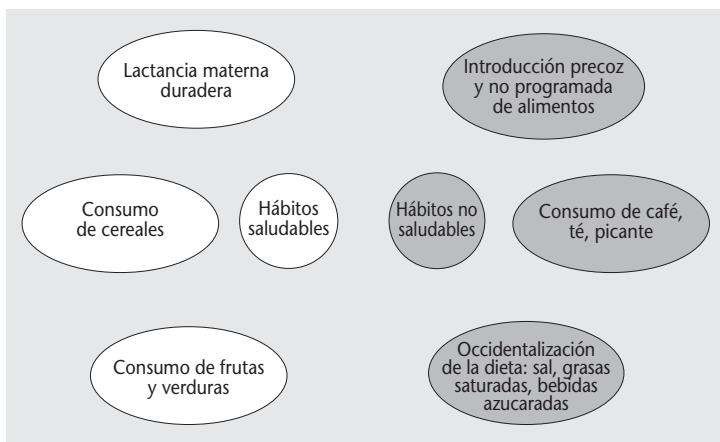 Lactancia materna
duradera
Introducción precoz
y no programada
de alimentos
Consumo
de cereales
Hábitos
saludables
Hábitos no
saludables
Consumo de café,
té, picante
Consumo de frutas
y verduras
Occidentalización
de la dieta: sal, grasas
saturadas, bebidas
azucaradas